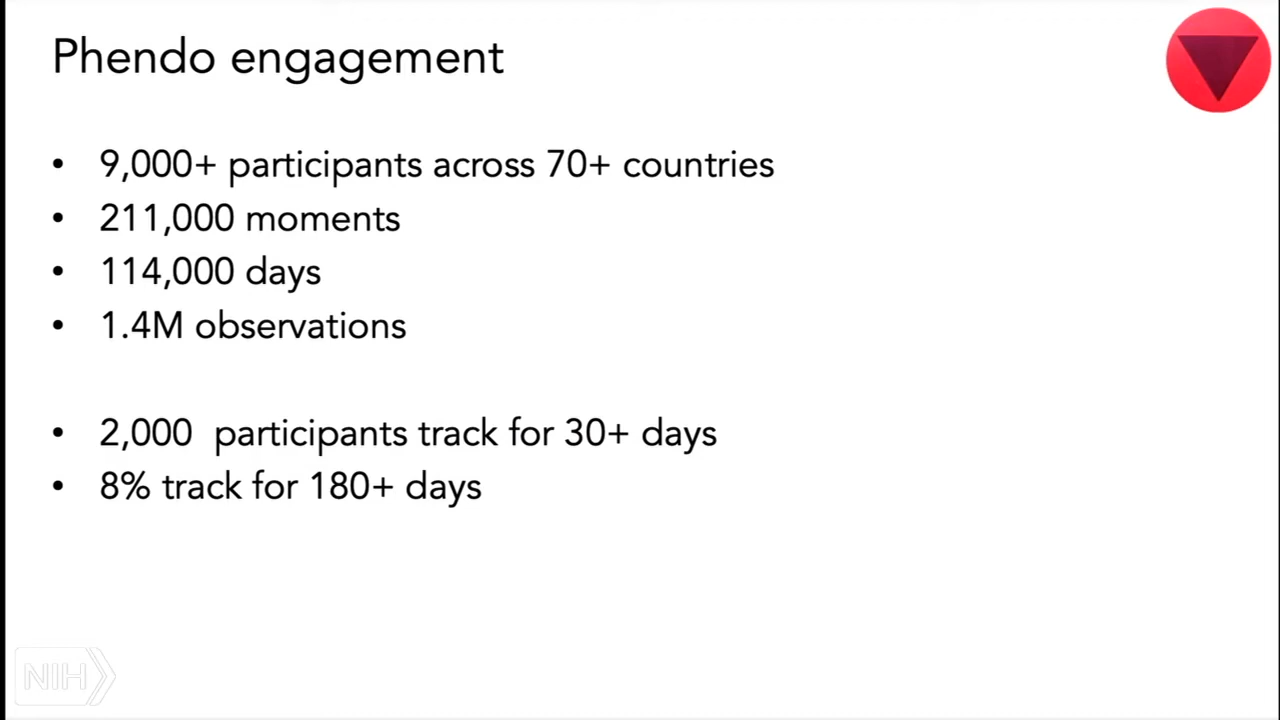 Phendo engagement
• 9,000+ participants across 70+ countries
• 211,000 moments
• 114,000 days
• 1.4M observations
• 2,000 participants track for 30+ days
• 8% track for 180+ days
NIH